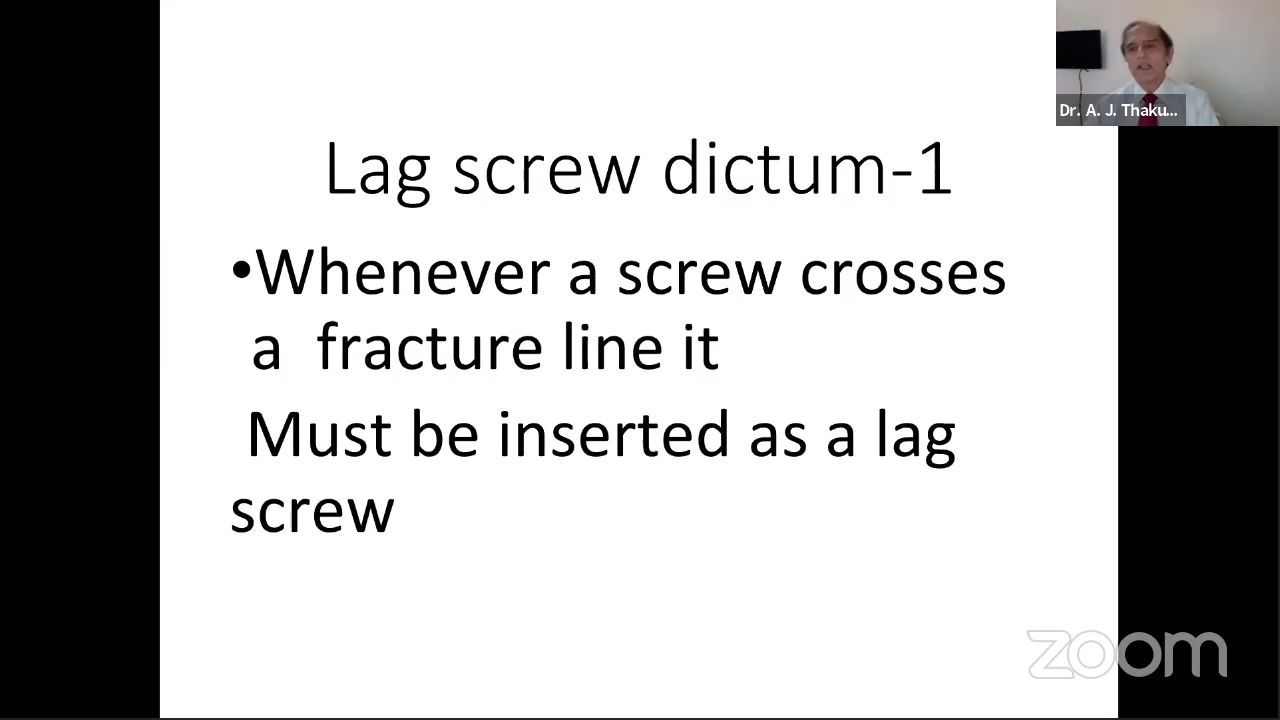 Dr. A. J. Thaku...
Lag screw dictum-1
•Whenever a screw crosses
a fracture line it
Must be inserted as a lag
screw
zoom